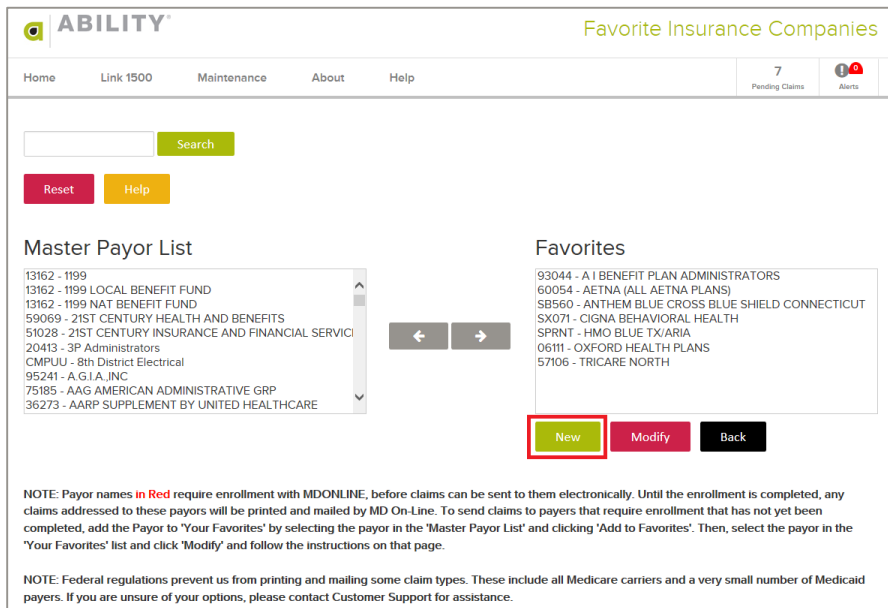 a ABILITY®
Favorite Insurance Companies
Home Link 1500 Maintenance About Help
7
Pending Claims
0
Alerts
Search
Reset Help
Master Payor List
13162 - 1199
13162 - 1199 LOCAL BENEFIT FUND
13162 - 1199 NAT BENEFIT FUND
59069 - 21ST CENTURY HEALTH AND BENEFITS
51028 - 21ST CENTURY INSURANCE AND FINANCIAL SERVIC
20413 - 3P Administrators
CMPUU - 8th District Electrical
95241 - A.G.I.A.,INC
75185 - AAG AMERICAN ADMINISTRATIVE GRP
36273 - AARP SUPPLEMENT BY UNITED HEALTHCARE
Favorites
93044 - A I BENEFIT PLAN ADMINISTRATORS
60054 - AETNA (ALL AETNA PLANS)
SB560 - ANTHEM BLUE CROSS BLUE SHIELD CONNECTICUT
SX071 - CIGNA BEHAVIORAL HEALTH
SPRNT - HMO BLUE TX/ARIA
06111 - OXFORD HEALTH PLANS
57106 - TRICARE NORTH
New Modify Back
NOTE: Payor names in Red require enrollment with MDONLINE, before claims can be sent to them electronically. Until the enrollment is completed, any
claims addressed to these payors will be printed and mailed by MD On-Line. To send claims to payers that require enrollment that has not yet been
completed, add the Payor to 'Your Favorites' by selecting the payor in the 'Master Payor List' and clicking 'Add to Favorites'. Then, select the payor in the
'Your Favorites' list and click 'Modify' and follow the instructions on that page.
NOTE: Federal regulations prevent us from printing and mailing some claim types. These include all Medicare carriers and a very small number of Medicaid
payers. If you are unsure of your options, please contact Customer Support for assistance.